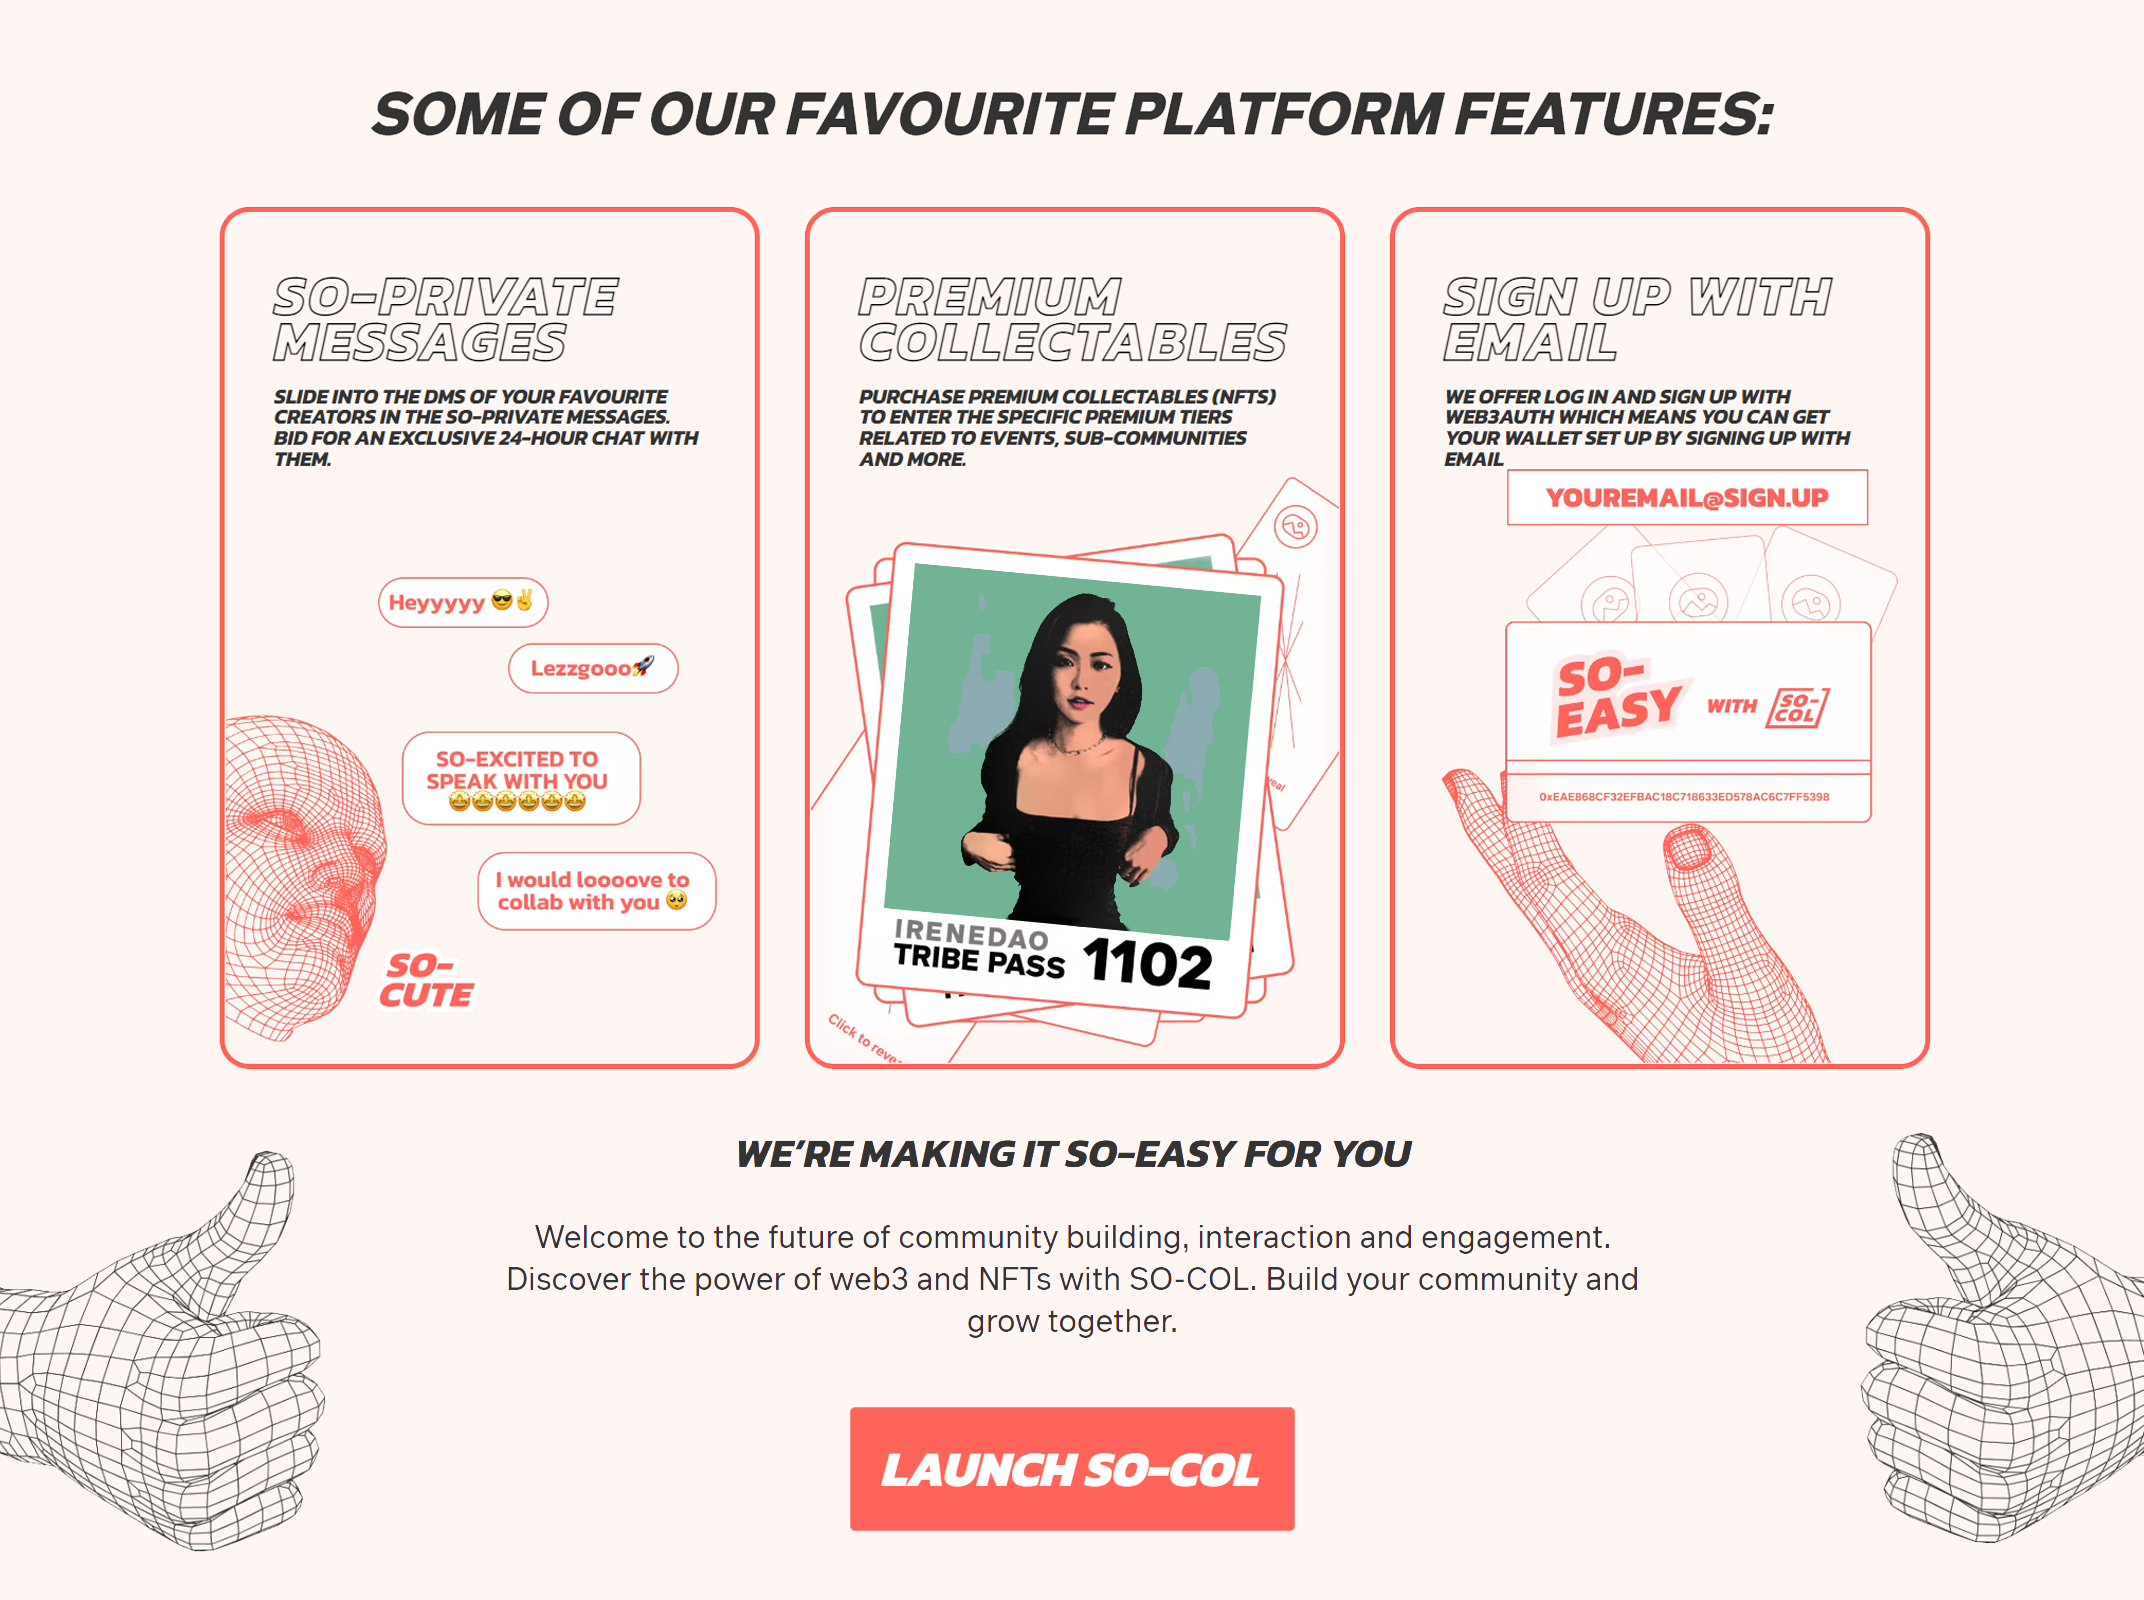 SOME OF OUR FAVOURITE PLATFORM FEATURES:
SO-PRIVATE
MESSAGES
SLIDE INTO THE DMS OF YOUR FAVOURITE
CREATORS IN THE SO-PRIVATE MESSAGES.
BID FOR AN EXCLUSIVE 24-HOUR CHAT WITH
THEM.
Heyyyyy 😎✌️
Lezzgooo🚀
SO-EXCITED TO
SPEAK WITH YOU
🤩🤩🤩🤩🤩🤩
I would loooove to
collab with you 🥺
SO-
CUTE
PREMIUM
COLLECTABLES
PURCHASE PREMIUM COLLECTABLES (NFTS)
TO ENTER THE SPECIFIC PREMIUM TIERS
RELATED TO EVENTS, SUB-COMMUNITIES
AND MORE.
IRENEDAO
TRIBE PASS 1102
Click to
SIGN UP WITH
EMAIL
WE OFFER LOG IN AND SIGN UP WITH
WEB3AUTH WHICH MEANS YOU CAN GET
YOUR WALLET SET UP BY SIGNING UP WITH
EMAIL
YOUREMAIL@SIGN.UP
SO-
EASY
WITH
SO-
COL
0xEAE868CF32EFBAC18C718633ED578AC6C7FF5398
WE'RE MAKING IT SO-EASY FOR YOU
Welcome to the future of community building, interaction and engagement.
Discover the power of web3 and NFTs with SO-COL. Build your community and
grow together.
LAUNCH SO-COL